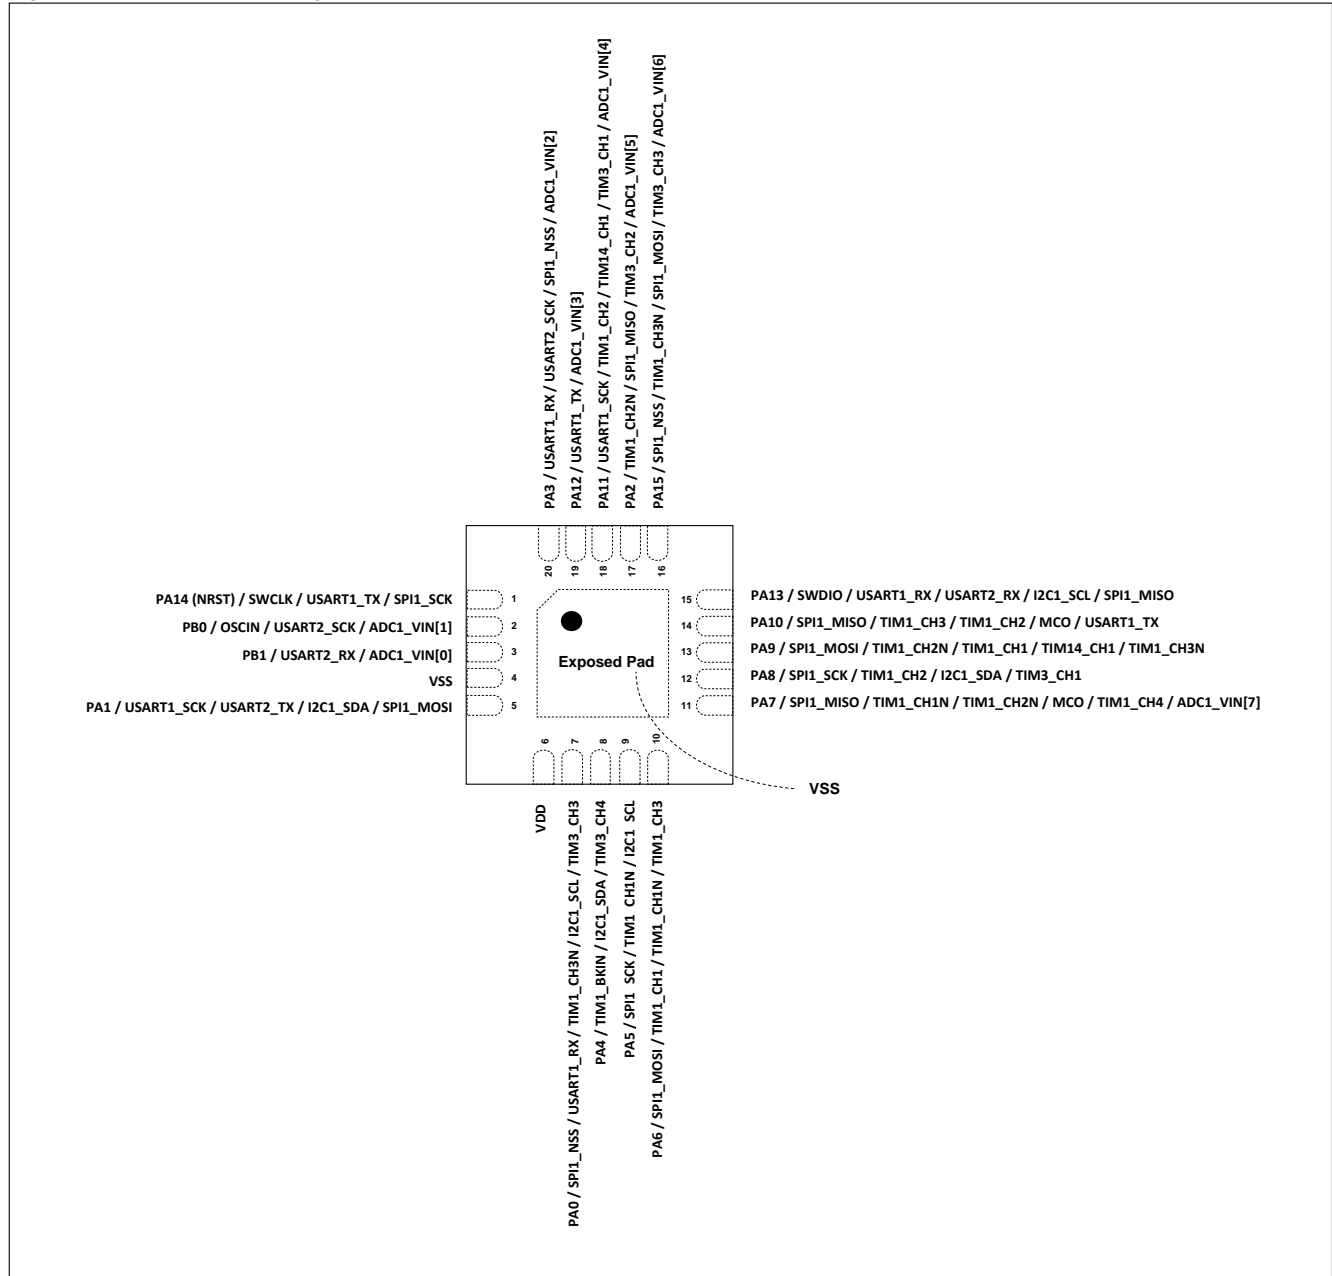 PA3 / USART1_RX / USART2_SCK / SPI1_NSS / ADC1_VIN[2]
PA12 / USART1_TX / ADC1_VIN[3]
PA11 / USART1_SCK / TIM1_CH2 / TIM14_CH1 / TIM3_CH1 / ADC1_VIN[4]
PA2 / TIM1_CH2N / SPI1_MISO / TIM3_CH2 / ADC1_VIN[5]
PA15 / SPI1_NSS / TIM1_CH3N / SPI1_MOSI / TIM3_CH3 / ADC1_VIN[6]
20
19
18
17
16
PA14 (NRST) / SWCLK / USART1_TX / SPI1_SCK
1
PB0 / OSCIN / USART2_SCK / ADC1_VIN[1]
2
PB1 / USART2_RX / ADC1_VIN[0]
3
VSS
4
PA1 / USART1_SCK / USART2_TX / I2C1_SDA / SPI1_MOSI
5
Exposed Pad
15
PA13 / SWDIO / USART1_RX / USART2_RX / I2C1_SCL / SPI1_MISO
14
PA10 / SPI1_MISO / TIM1_CH3 / TIM1_CH2 / MCO / USART1_TX
13
PA9 / SPI1_MOSI / TIM1_CH2N / TIM1_CH1 / TIM14_CH1 / TIM1_CH3N
12
PA8 / SPI1_SCK / TIM1_CH2 / I2C1_SDA / TIM3_CH1
11
PA7 / SPI1_MISO / TIM1_CH1N / TIM1_CH2N / MCO / TIM1_CH4 / ADC1_VIN[7]
6
7
8
9
10
VSS
VDD
PA0 / SPI1_NSS / USART1_RX / TIM1_CH3N / I2C1_SCL / TIM3_CH3
PA4 / TIM1_BKIN / I2C1_SDA / TIM3_CH4
PA5 / SPI1 SCK / TIM1 CH1N / I2C1 SCL
PA6 / SPI1_MOSI / TIM1_CH1 / TIM1_CH1N / TIM1_CH3